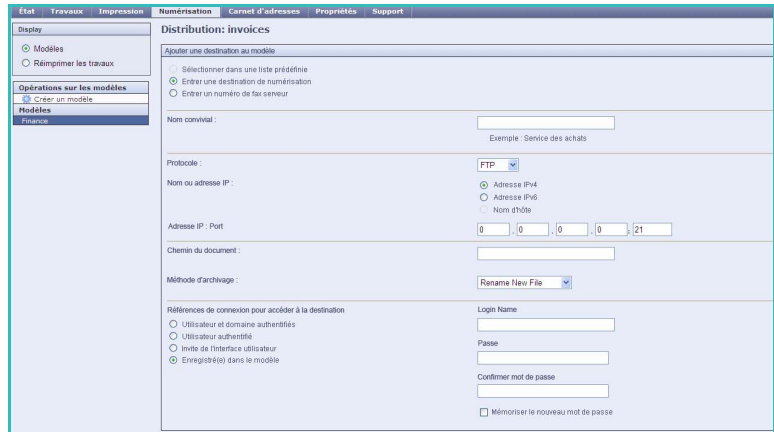 État Travaux Impression Numérisation Carnet d'adresses Propriétés Support
Display
Modèles
Réimprimer les travaux
Opérations sur les modèles
Créer un modèle
Modèles
Finance
Distribution: invoices
Ajouter une destination au modèle
Sélectionner dans une liste prédéfinie
Entrer une destination de numérisation
Entrer un numéro de fax serveur
Nom convivial :
Exemple : Service des achats
Protocole :
FTP
Nom ou adresse IP :
Adresse IPv4
Adresse IPv6
Nom d'hôte
Adresse IP : Port
0 . 0 . 0 . 0 : 21
Chemin du document :
Méthode d'archivage :
Rename New File
Références de connexion pour accéder à la destination
Utilisateur et domaine authentifiés
Utilisateur authentifié
Invite de l'interface utilisateur
Enregistré(e) dans le modèle
Login Name
Passe
Confirmer mot de passe
Mémoriser le nouveau mot de passe